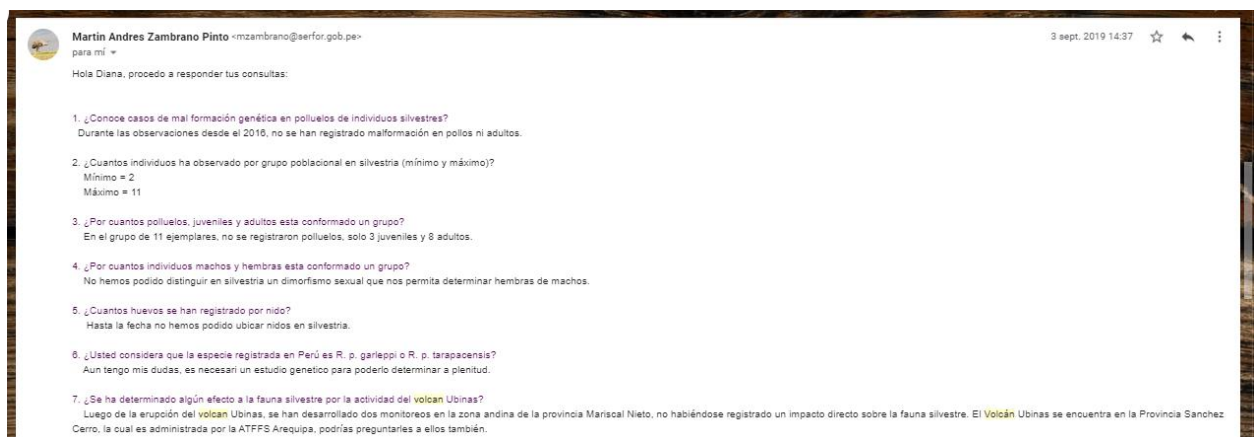 Martin Andres Zambrano Pinto <mzambrano@serfor.gob.pe>
3 sept. 2019 14:37
para mí
Hola Diana, procedo a responder tus consultas:
1. ¿Conoce casos de mal formación genética en polluelos de individuos silvestres?
Durante las observaciones desde el 2016, no se han registrado malformación en pollos ni adultos.
2. ¿Cuantos individuos ha observado por grupo poblacional en silvestria (mínimo y máximo)?
Mínimo = 2
Máximo = 11
3. ¿Por cuantos polluelos, juveniles y adultos esta conformado un grupo?
En el grupo de 11 ejemplares, no se registraron polluelos, solo 3 juveniles y 8 adultos.
4. ¿Por cuantos individuos machos y hembras esta conformado un grupo?
No hemos podido distinguir en silvestria un dimorfismo sexual que nos permita determinar hembras de machos.
5. ¿Cuantos huevos se han registrado por nido?
Hasta la fecha no hemos podido ubicar nidos en silvestria.
6. ¿Usted considera que la especie registrada en Perú es R. p. garleppi o R. p. tarapacensis?
Aun tengo mis dudas, es necesari un estudio genetico para poderlo determinar a plenitud.
7. ¿Se ha determinado algún efecto a la fauna silvestre por la actividad del volcan Ubinas?
Luego de la erupción del volcan Ubinas, se han desarrollado dos monitoreos en la zona andina de la provincia Mariscal Nieto, no habiéndose registrado un impacto directo sobre la fauna silvestre. El Volcán Ubinas se encuentra en la Provincia Sanchez
Cerro, la cual es administrada por la ATFFS Arequipa, podrías preguntarles a ellos también.